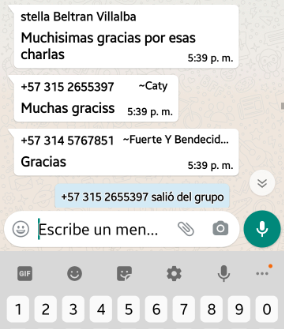 stella Beltran Villalba
Muchisimas gracias por esas
charlas
5:39 p. m.
+57 315 2655397 ~Caty
Muchas graciss 5:39 p. m.
+57 314 5767851 ~Fuerte Y Bendecid...
Gracias
5:39 p. m.
+57 315 2655397 salió del grupo
Escribe un men...
GIF
1 2 3 4 5 6 7 8 9 0